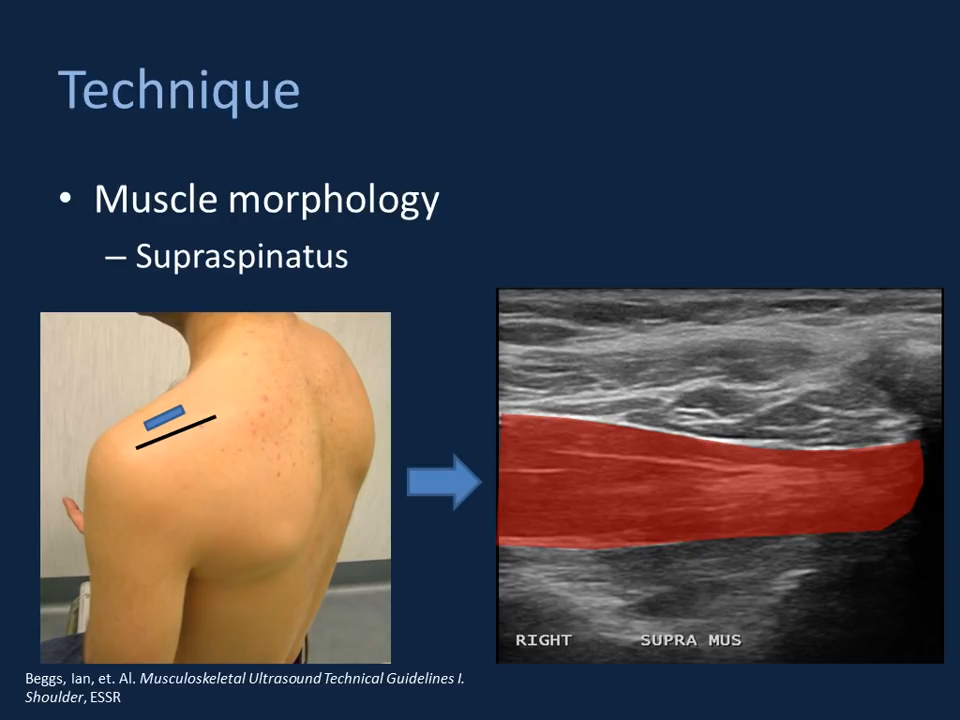 Technique
• Muscle morphology
– Supraspinatus
RIGHT SUPRA MUS
Beggs, Ian, et. Al. Musculoskeletal Ultrasound Technical Guidelines I.
Shoulder, ESSR